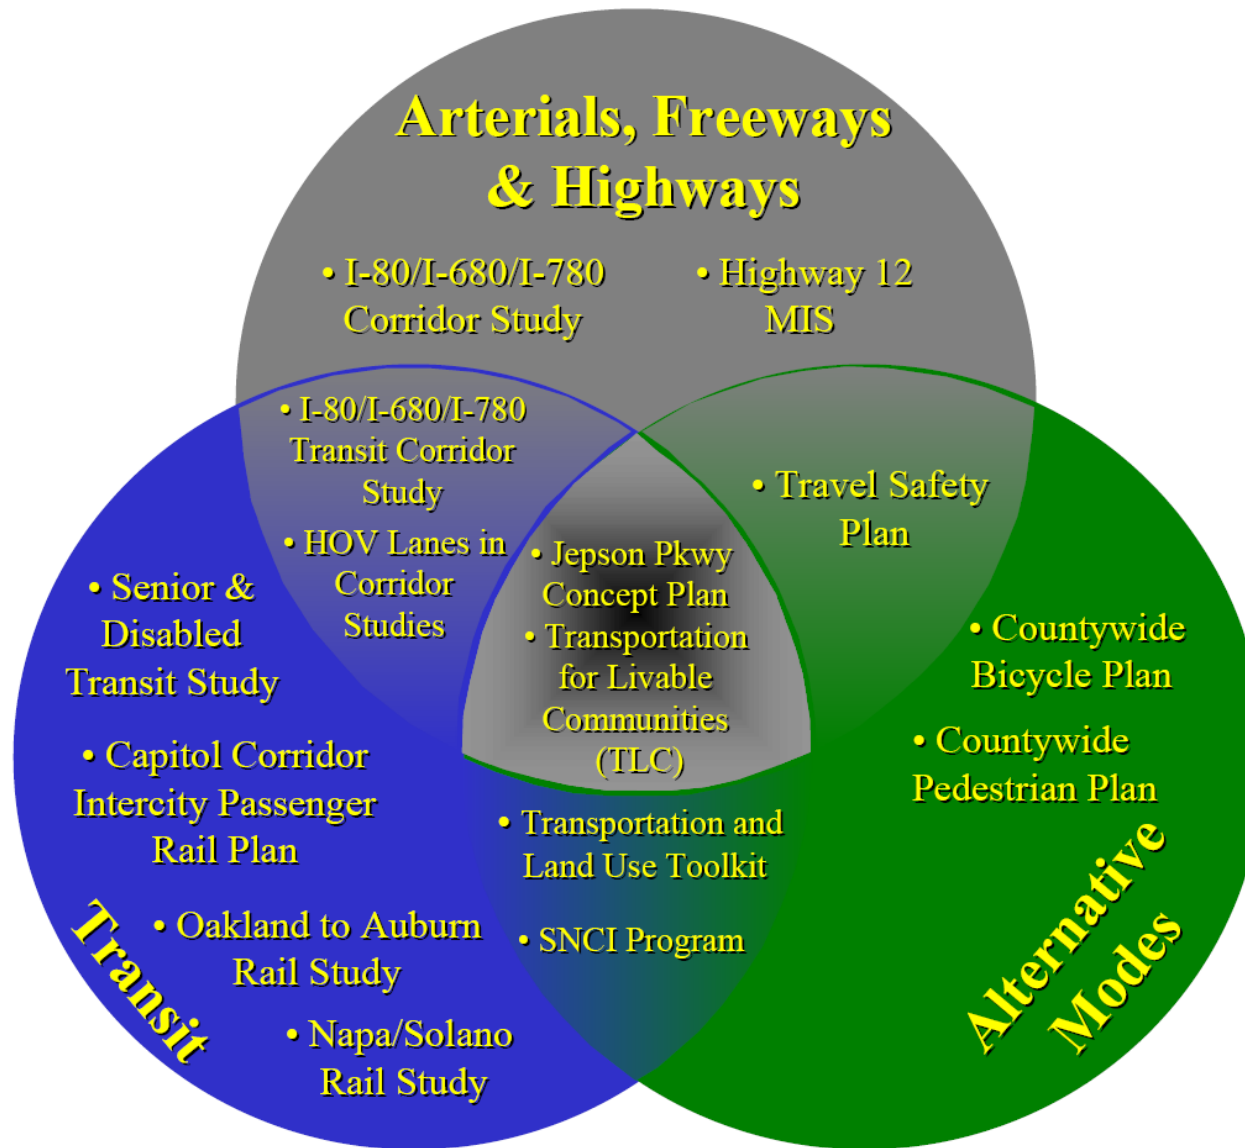 Arterials, Freeways
& Highways
• I-80/I-680/I-780
Corridor Study
• Highway 12
MIS
• I-80/I-680/I-780
Transit Corridor
Study
• HOV Lanes in
Corridor
Studies
• Travel Safety
Plan
• Jepson Pkwy
Concept Plan
• Transportation
for Livable
Communities
(TLC)
• Senior &
Disabled
Transit Study
• Capitol Corridor
Intercity Passenger
Rail Plan
• Oakland to Auburn
Rail Study
• Napa/Solano
Rail Study
Transit
• Transportation and
Land Use Toolkit
• SNCI Program
• Countywide
Bicycle Plan
• Countywide
Pedestrian Plan
Alternative
Modes